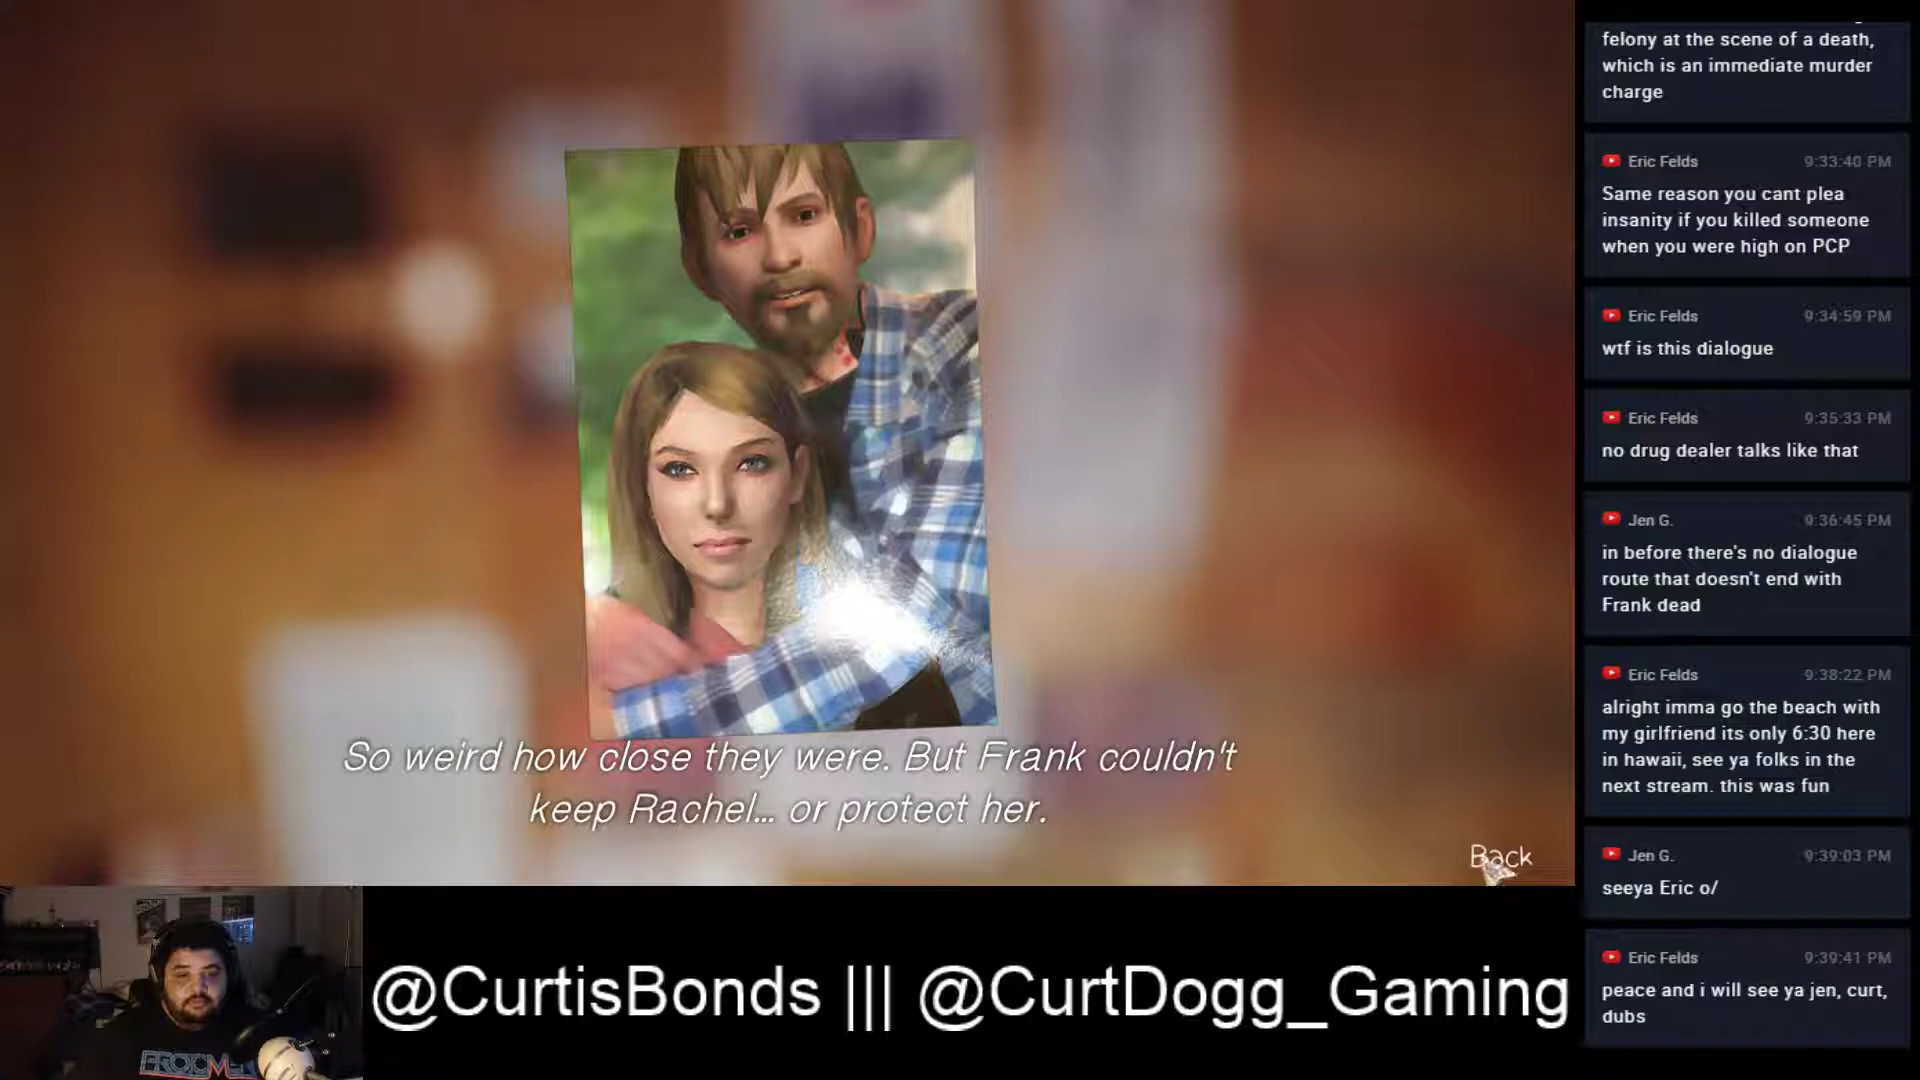 So weird how close they were. But Frank couldn't
keep Rachel... or protect her.
Back
@CurtisBonds ||| @CurtDogg_Gaming
felony at the scene of a death,
which is an immediate murder
charge
Eric Felds 9:33:40 PM
Same reason you cant plea
insanity if you killed someone
when you were high on PCP
Eric Felds 9:34:59 PM
wtf is this dialogue
Eric Felds 9:35:33 PM
no drug dealer talks like that
Jen G. 9:36:45 PM
in before there's no dialogue
route that doesn't end with
Frank dead
Eric Felds 9:38:22 PM
alright imma go the beach with
my girlfriend its only 6:30 here
in hawaii, see ya folks in the
next stream. this was fun
Jen G. 9:39:03 PM
seeya Eric o/
Eric Felds 9:39:41 PM
peace and i will see ya jen, curt,
dubs